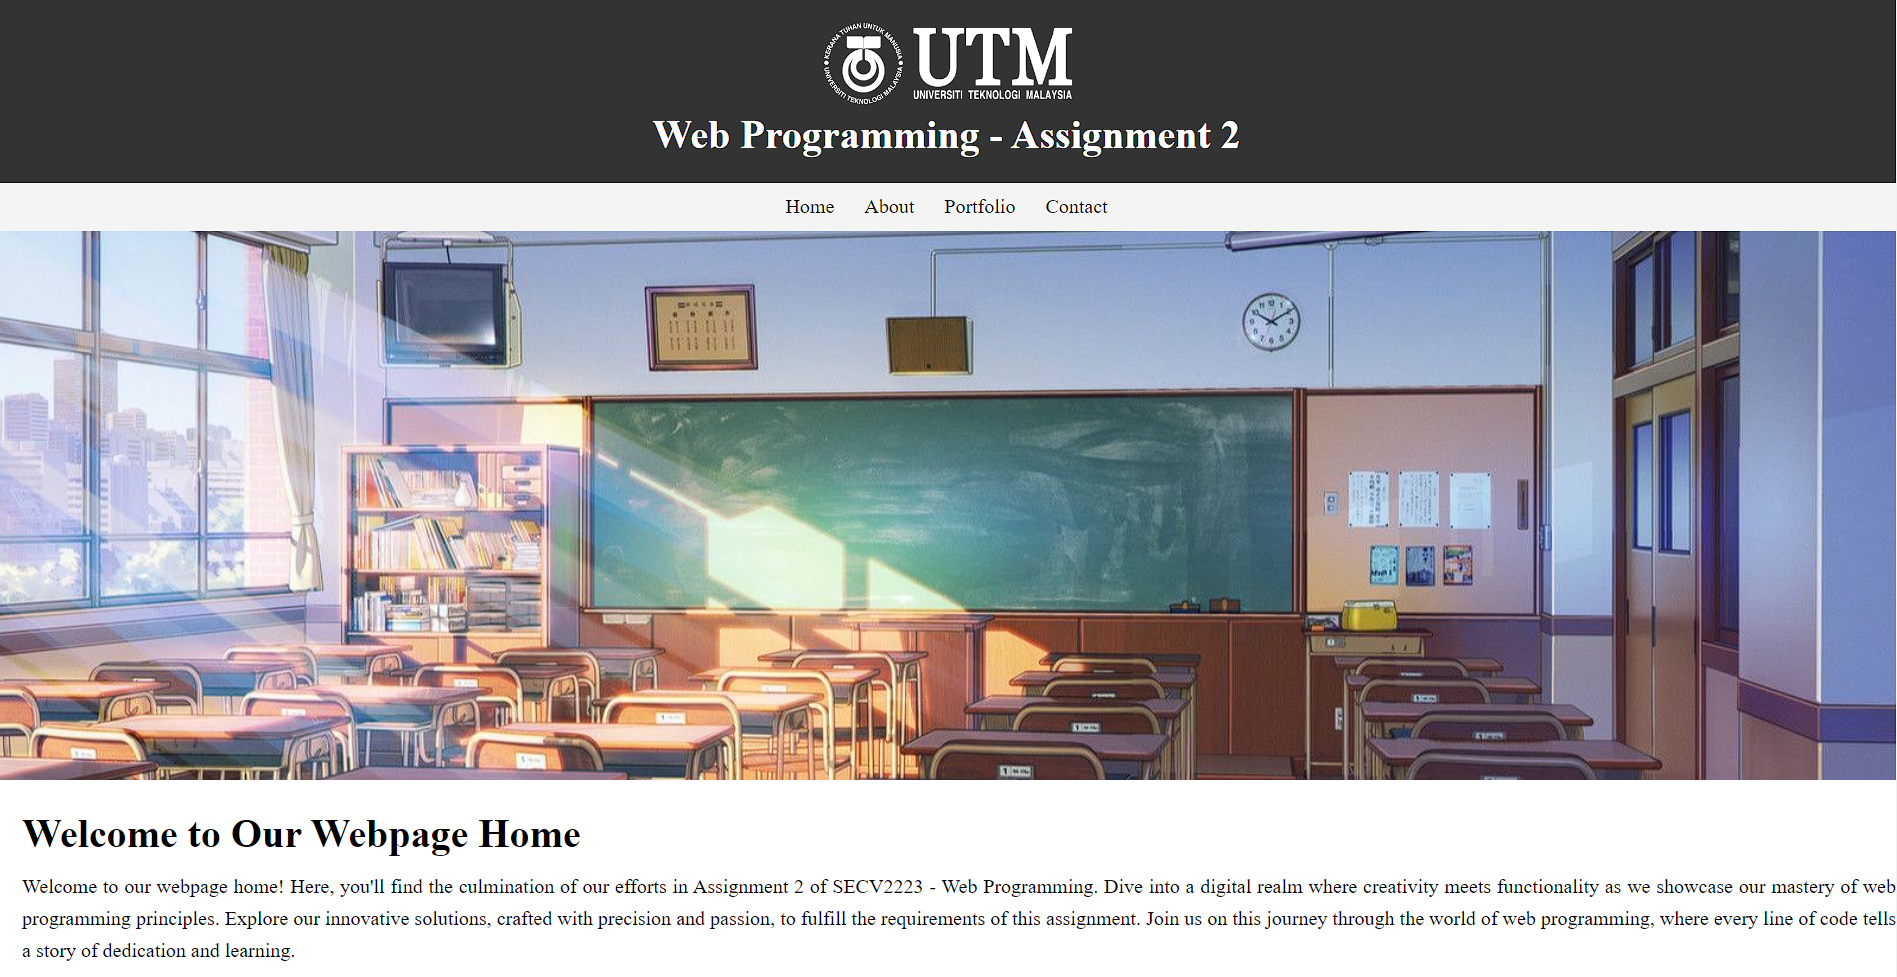 KERANA TUHAN UNTUK MANUSIA
UNIVERSITI TEKNOLOGI MALAYSIA
UTM
UNIVERSITI TEKNOLOGI MALAYSIA
Web Programming - Assignment 2
Home About Portfolio Contact
Welcome to Our Webpage Home
Welcome to our webpage home! Here, you'll find the culmination of our efforts in Assignment 2 of SECV2223 - Web Programming. Dive into a digital realm where creativity meets functionality as we showcase our mastery of web
programming principles. Explore our innovative solutions, crafted with precision and passion, to fulfill the requirements of this assignment. Join us on this journey through the world of web programming, where every line of code tells
a story of dedication and learning.